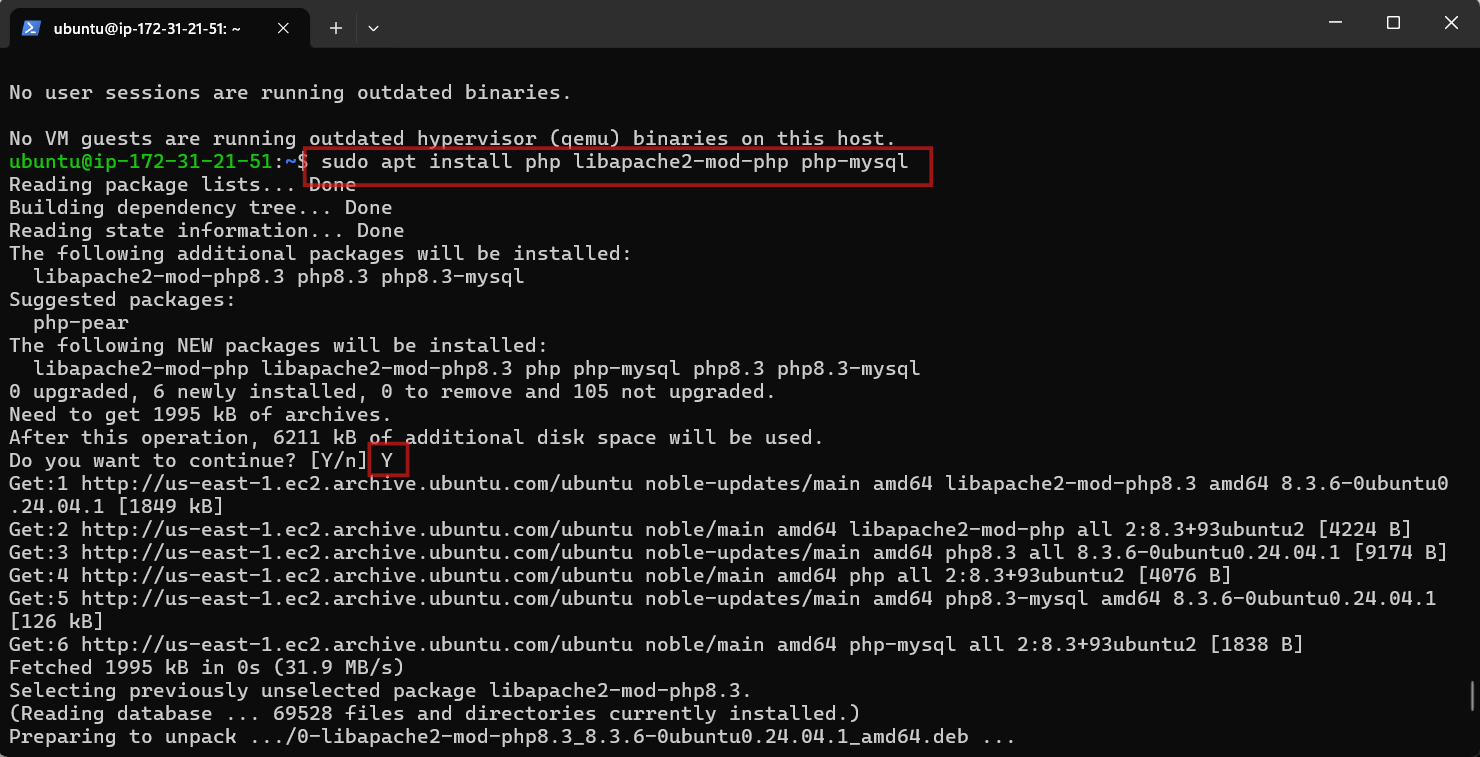 ubuntu@ip-172-31-21-51: ~
No user sessions are running outdated binaries.
No VM guests are running outdated hypervisor (qemu) binaries on this host.
ubuntu@ip-172-31-21-51:~$ sudo apt install php libapache2-mod-php php-mysql
Reading package lists... Done
Building dependency tree... Done
Reading state information... Done
The following additional packages will be installed:
  libapache2-mod-php8.3 php8.3 php8.3-mysql
Suggested packages:
  php-pear
The following NEW packages will be installed:
  libapache2-mod-php libapache2-mod-php8.3 php php-mysql php8.3 php8.3-mysql
0 upgraded, 6 newly installed, 0 to remove and 105 not upgraded.
Need to get 1995 kB of archives.
After this operation, 6211 kB of additional disk space will be used.
Do you want to continue? [Y/n] Y
Get:1 http://us-east-1.ec2.archive.ubuntu.com/ubuntu noble-updates/main amd64 libapache2-mod-php8.3 amd64 8.3.6-0ubuntu0
.24.04.1 [1849 kB]
Get:2 http://us-east-1.ec2.archive.ubuntu.com/ubuntu noble/main amd64 libapache2-mod-php all 2:8.3+93ubuntu2 [4224 B]
Get:3 http://us-east-1.ec2.archive.ubuntu.com/ubuntu noble-updates/main amd64 php8.3 all 8.3.6-0ubuntu0.24.04.1 [9174 B]
Get:4 http://us-east-1.ec2.archive.ubuntu.com/ubuntu noble/main amd64 php all 2:8.3+93ubuntu2 [4076 B]
Get:5 http://us-east-1.ec2.archive.ubuntu.com/ubuntu noble-updates/main amd64 php8.3-mysql amd64 8.3.6-0ubuntu0.24.04.1
[126 kB]
Get:6 http://us-east-1.ec2.archive.ubuntu.com/ubuntu noble/main amd64 php-mysql all 2:8.3+93ubuntu2 [1838 B]
Fetched 1995 kB in 0s (31.9 MB/s)
Selecting previously unselected package libapache2-mod-php8.3.
(Reading database ... 69528 files and directories currently installed.)
Preparing to unpack .../0-libapache2-mod-php8.3_8.3.6-0ubuntu0.24.04.1_amd64.deb ...